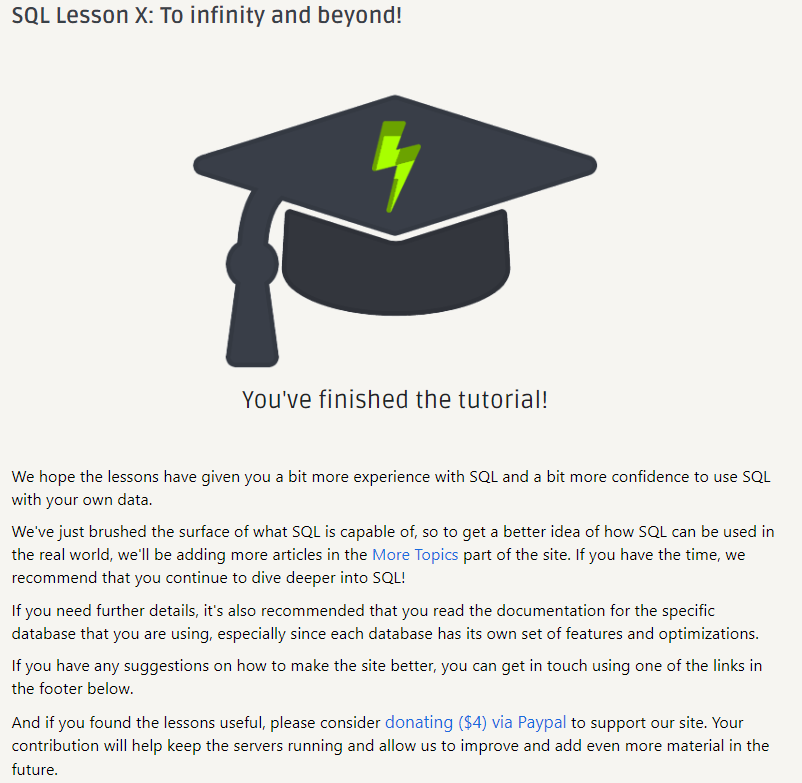 SQL Lesson X: To infinity and beyond!
You've finished the tutorial!
We hope the lessons have given you a bit more experience with SQL and a bit more confidence to use SQL
with your own data.
We've just brushed the surface of what SQL is capable of, so to get a better idea of how SQL can be used in
the real world, we'll be adding more articles in the More Topics part of the site. If you have the time, we
recommend that you continue to dive deeper into SQL!
If you need further details, it's also recommended that you read the documentation for the specific
database that you are using, especially since each database has its own set of features and optimizations.
If you have any suggestions on how to make the site better, you can get in touch using one of the links in
the footer below.
And if you found the lessons useful, please consider donating ($4) via Paypal to support our site. Your
contribution will help keep the servers running and allow us to improve and add even more material in the
future.